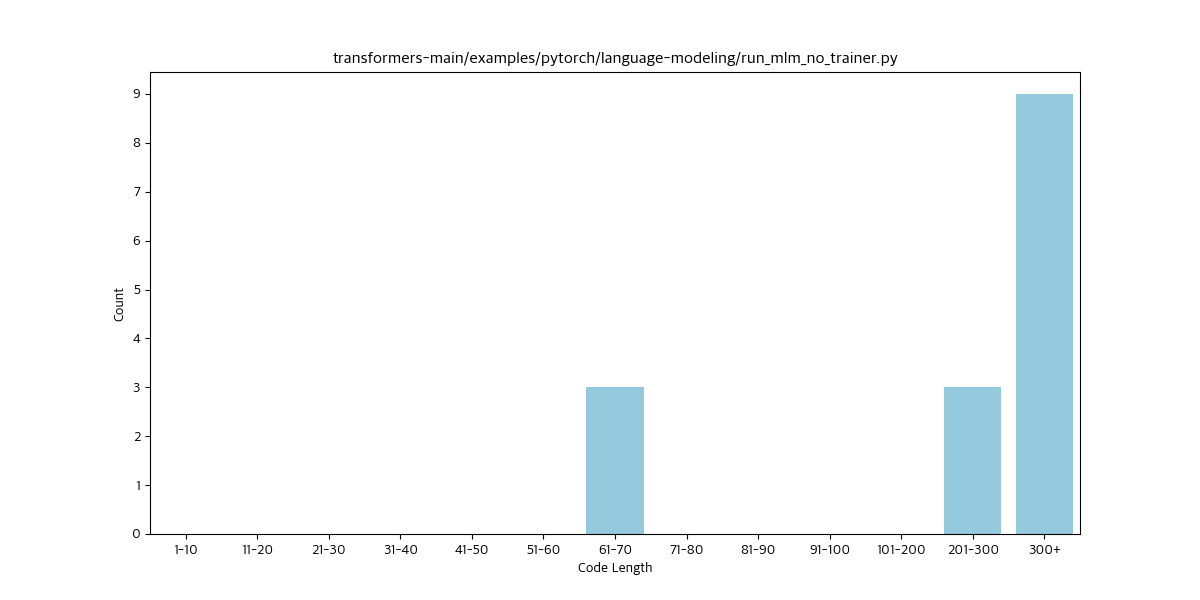 transformers-main/examples/pytorch/language-modeling/run_mlm_no_trainer.py
9
8
7
6
5
4
3
2
1
0
Count
1-10 11-20 21-30 31-40 41-50 51-60 61-70 71-80 81-90 91-100 101-200 201-300 300+
Code Length